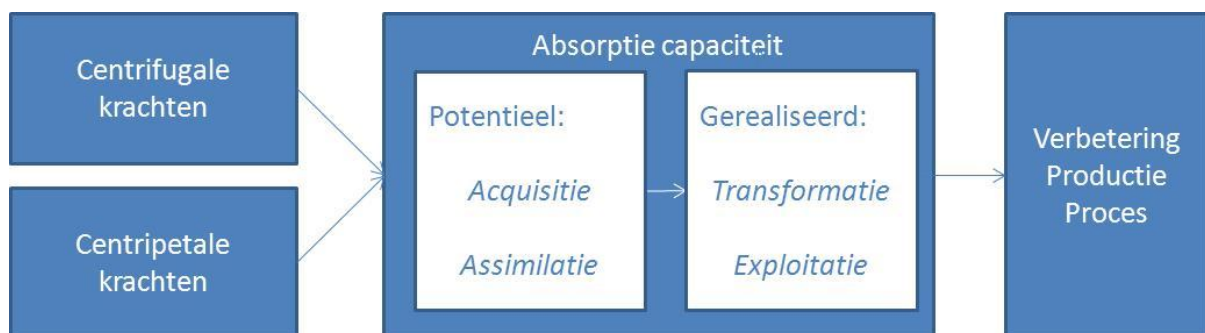 Centrifugale
krachten
Centripetale
krachten
Absorptie capaciteit
Potentieel:
Acquisitie
Assimilatie
Gerealiseerd:
Transformatie
Exploitatie
Verbetering
Productie
Proces